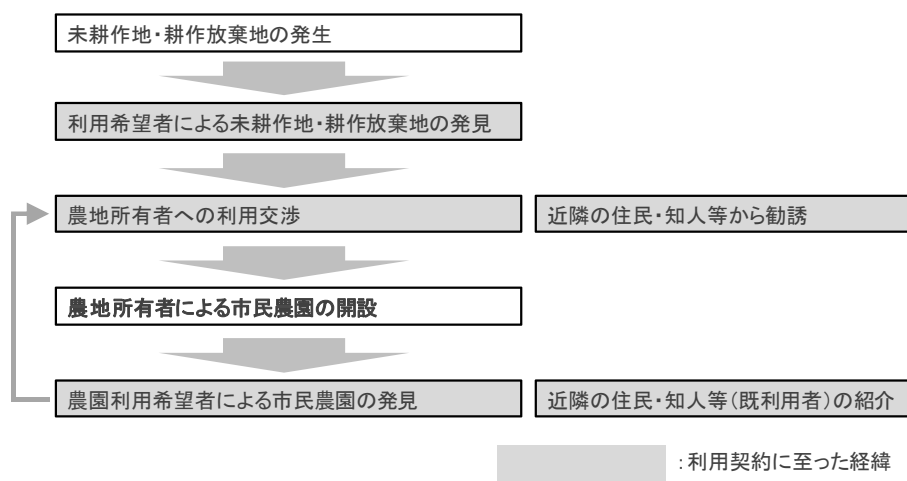 未耕作地・耕作放棄地の発生
利用希望者による未耕作地・耕作放棄地の発見
農地所有者への利用交渉
近隣の住民・知人等から勧誘
農地所有者による市民農園の開設
農園利用希望者による市民農園の発見
近隣の住民・知人等(既利用者)の紹介
:利用契約に至った経緯